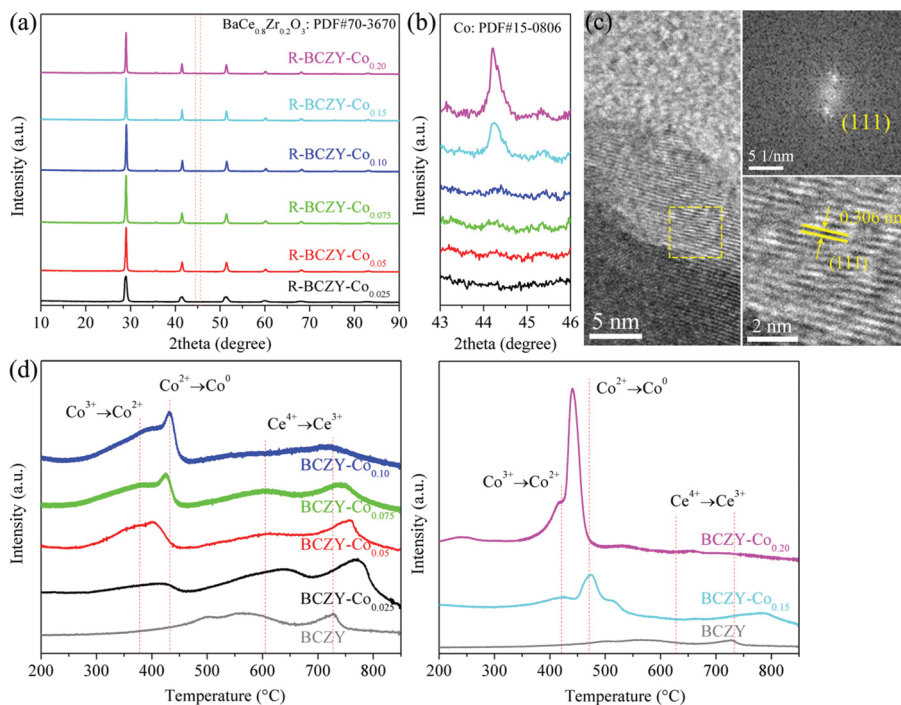 (a)
BaCe0.8Zr0.2O3: PDF#70-3670
R-BCZY-Co0.20
R-BCZY-Co0.15
R-BCZY-Co0.10
R-BCZY-Co0.075
R-BCZY-Co0.05
R-BCZY-Co0.025
Intensity (a.u.)
10 20 30 40 50 60 70 80 90
2theta (degree)
(b)
Co: PDF#15-0806
Intensity (a.u.)
43 44 45 46
2theta (degree)
(c)
5 nm
(111)
5 1/nm
0.306 nm
(111)
2 nm
(d)
Co2+→Co0
Co3+→Co2+
Ce4+→Ce3+
BCZY-Co0.10
BCZY-Co0.075
BCZY-Co0.05
BCZY-Co0.025
BCZY
Intensity (a.u.)
200 300 400 500 600 700 800
Temperature (°C)
Co2+→Co0
Co3+→Co2+
Ce4+→Ce3+
BCZY-Co0.20
BCZY-Co0.15
BCZY
Intensity (a.u.)
200 300 400 500 600 700 800
Temperature (°C)